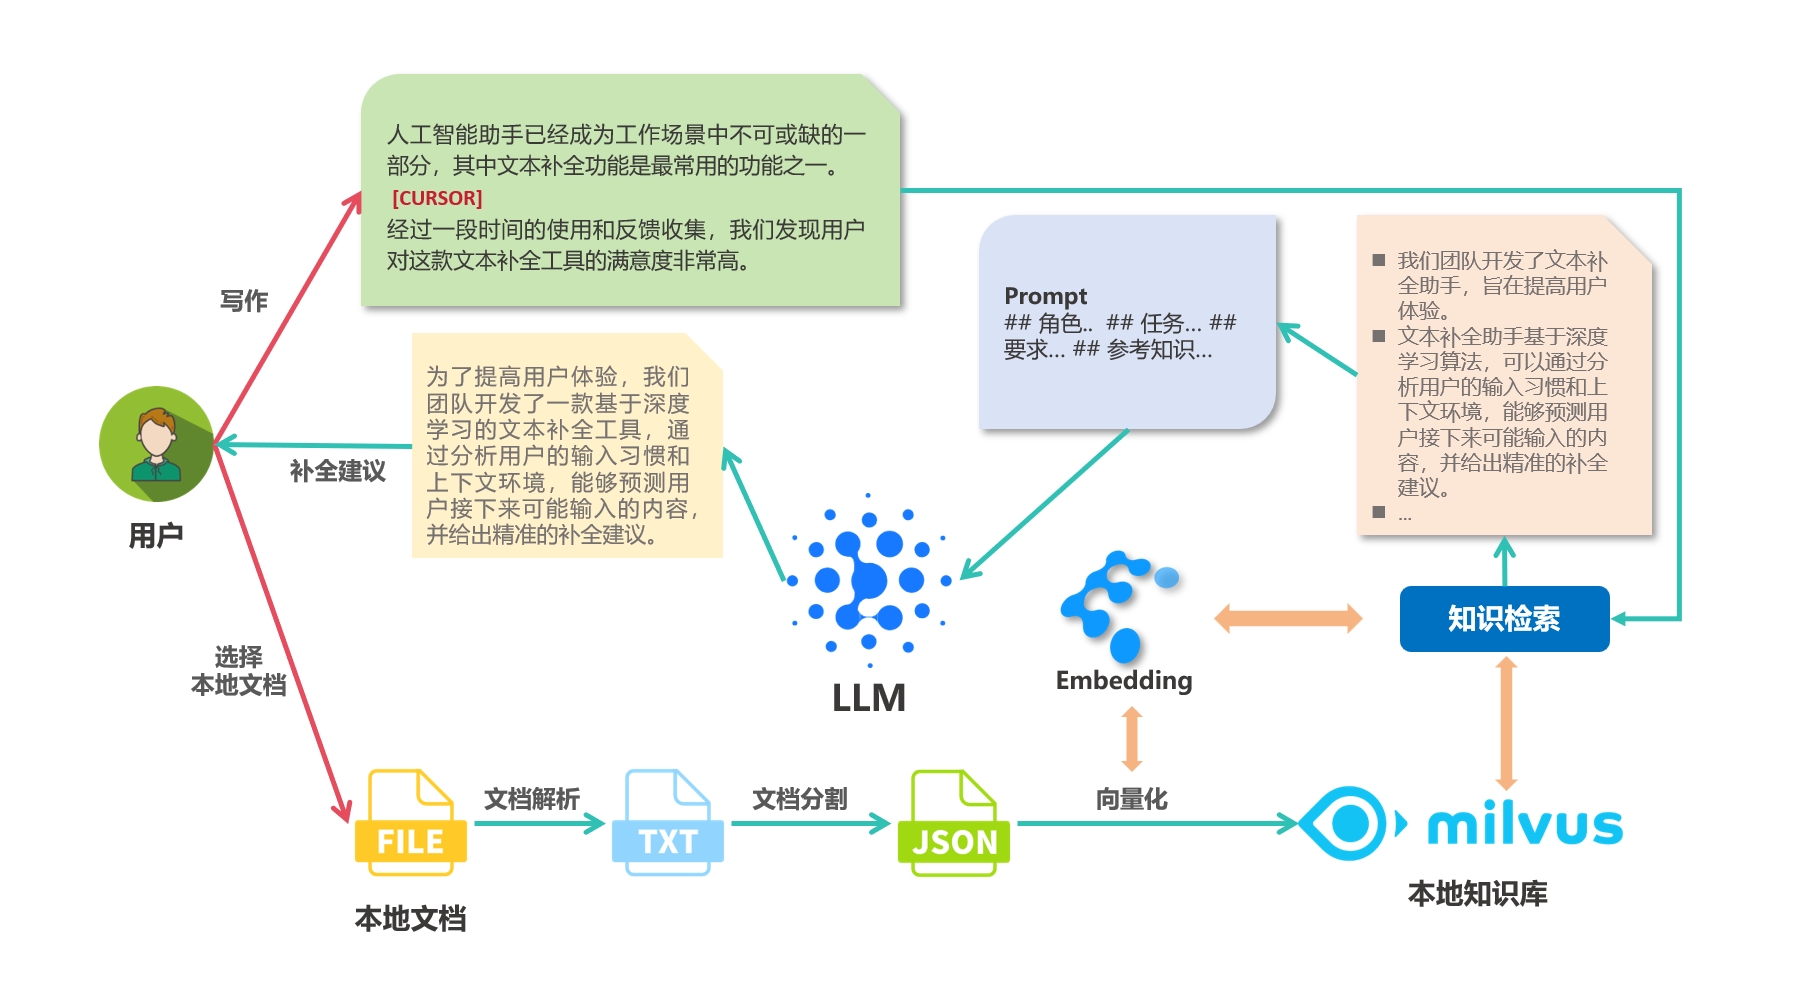 人工智能助手已经成为工作场景中不可或缺的一
部分，其中文本补全功能是最常用的功能之一。
[CURSOR]
经过一段时间的使用和反馈收集，我们发现用户
对这款文本补全工具的满意度非常高。
写作
Prompt
## 角色.. ## 任务... ##
要求... ## 参考知识...
■ 我们团队开发了文本补
全助手，旨在提高用户
体验。
■ 文本补全助手基于深度
学习算法，可以通过分
析用户的输入习惯和上
下文环境，能够预测用
户接下来可能输入的内
容，并给出精准的补全
建议。
■ ...
为了提高用户体验，我们
团队开发了一款基于深度
学习的文本补全工具，通
过分析用户的输入习惯和
上下文环境，能够预测用
户接下来可能输入的内容，
并给出精准的补全建议。
补全建议
用户
LLM
Embedding
知识检索
选择
本地文档
FILE
文档解析
TXT
文档分割
JSON
向量化
milvus
本地文档
本地知识库